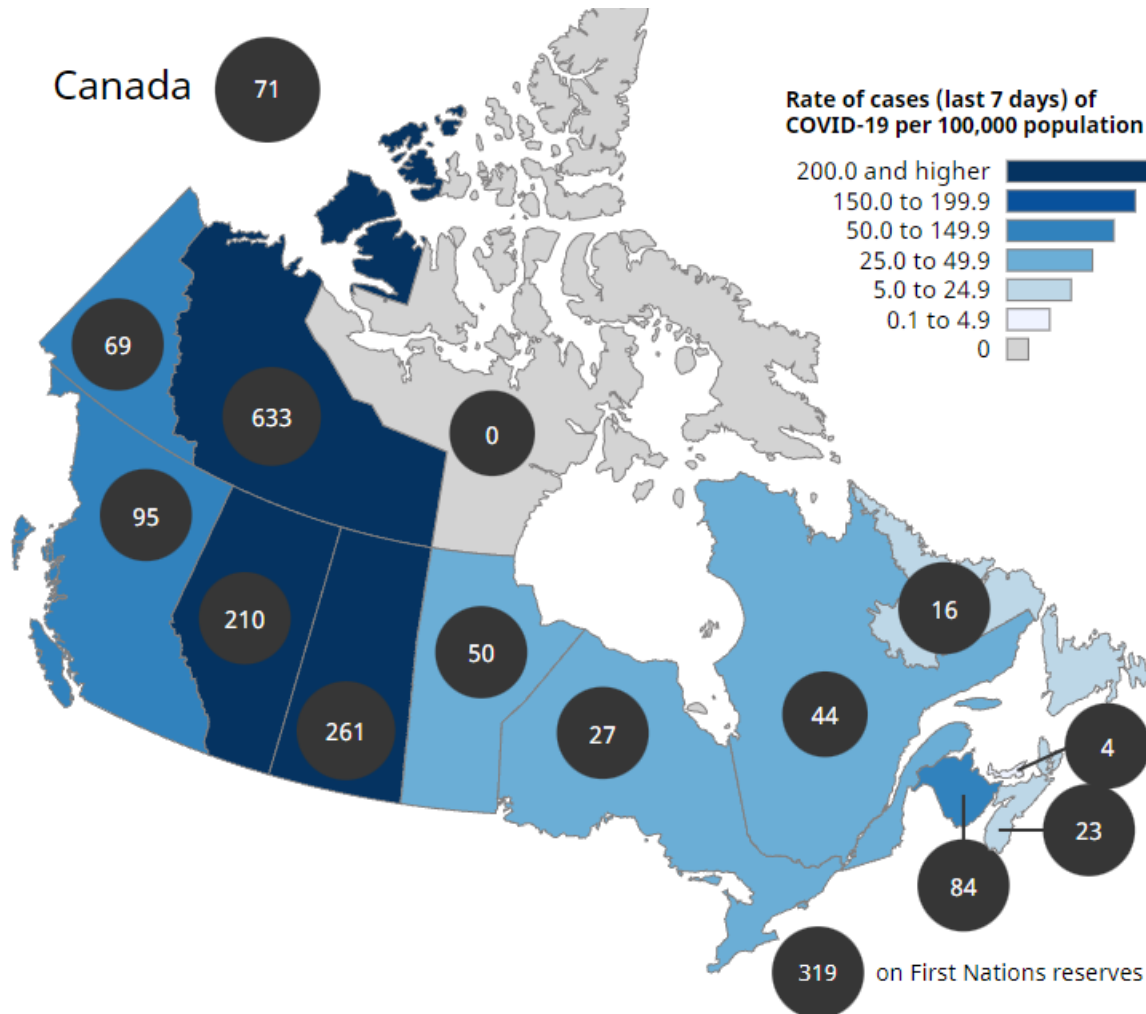 Canada
71
Rate of cases (last 7 days) of
COVID-19 per 100,000 population
200.0 and higher
150.0 to 199.9
50.0 to 149.9
25.0 to 49.9
5.0 to 24.9
0.1 to 4.9
0
69
633
0
95
210
261
50
27
44
16
4
23
84
319 on First Nations reserves